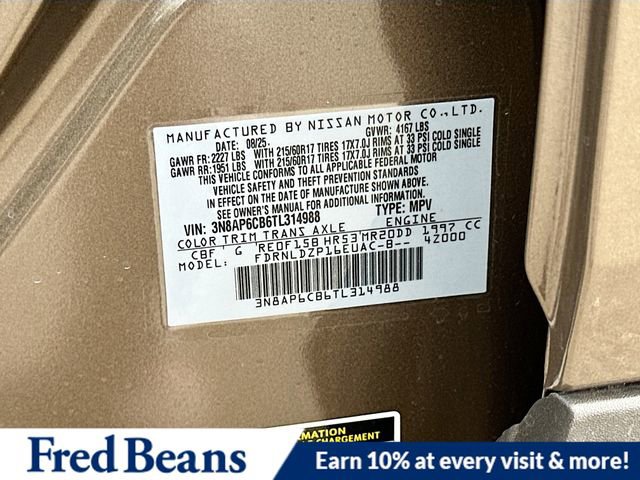 MANUFACTURED BY NISSAN MOTOR CO., LTD.
DATE: 08/25 GVWR: 4167 LBS
GAWR FR: 2227 LBS WITH 215/60R17 TIRES 17X7.0J RIMS AT 33 PSI COLD SINGLE
GAWR RR: 1951 LBS WITH 215/60R17 TIRES 17X7.0J RIMS AT 33 PSI COLD SINGLE
THIS VEHICLE CONFORMS TO ALL APPLICABLE FEDERAL MOTOR
VEHICLE SAFETY AND THEFT PREVENTION STANDARDS
IN EFFECT ON THE DATE OF MANUFACTURE SHOWN ABOVE.
SEE OWNER'S MANUAL FOR ADDITIONAL INFORMATION.
VIN: 3N8AP6CB6TL314988 TYPE: MPV
COLOR TRIM TRANS AXLE ENGINE
CBF G RE0F15B HR53 MR20DD 1997 CC
FDRNLDZP16EUAC-B-- 4Z000
3N8AP6CB6TL314988
Fred Beans
Earn 10% at every visit & more!